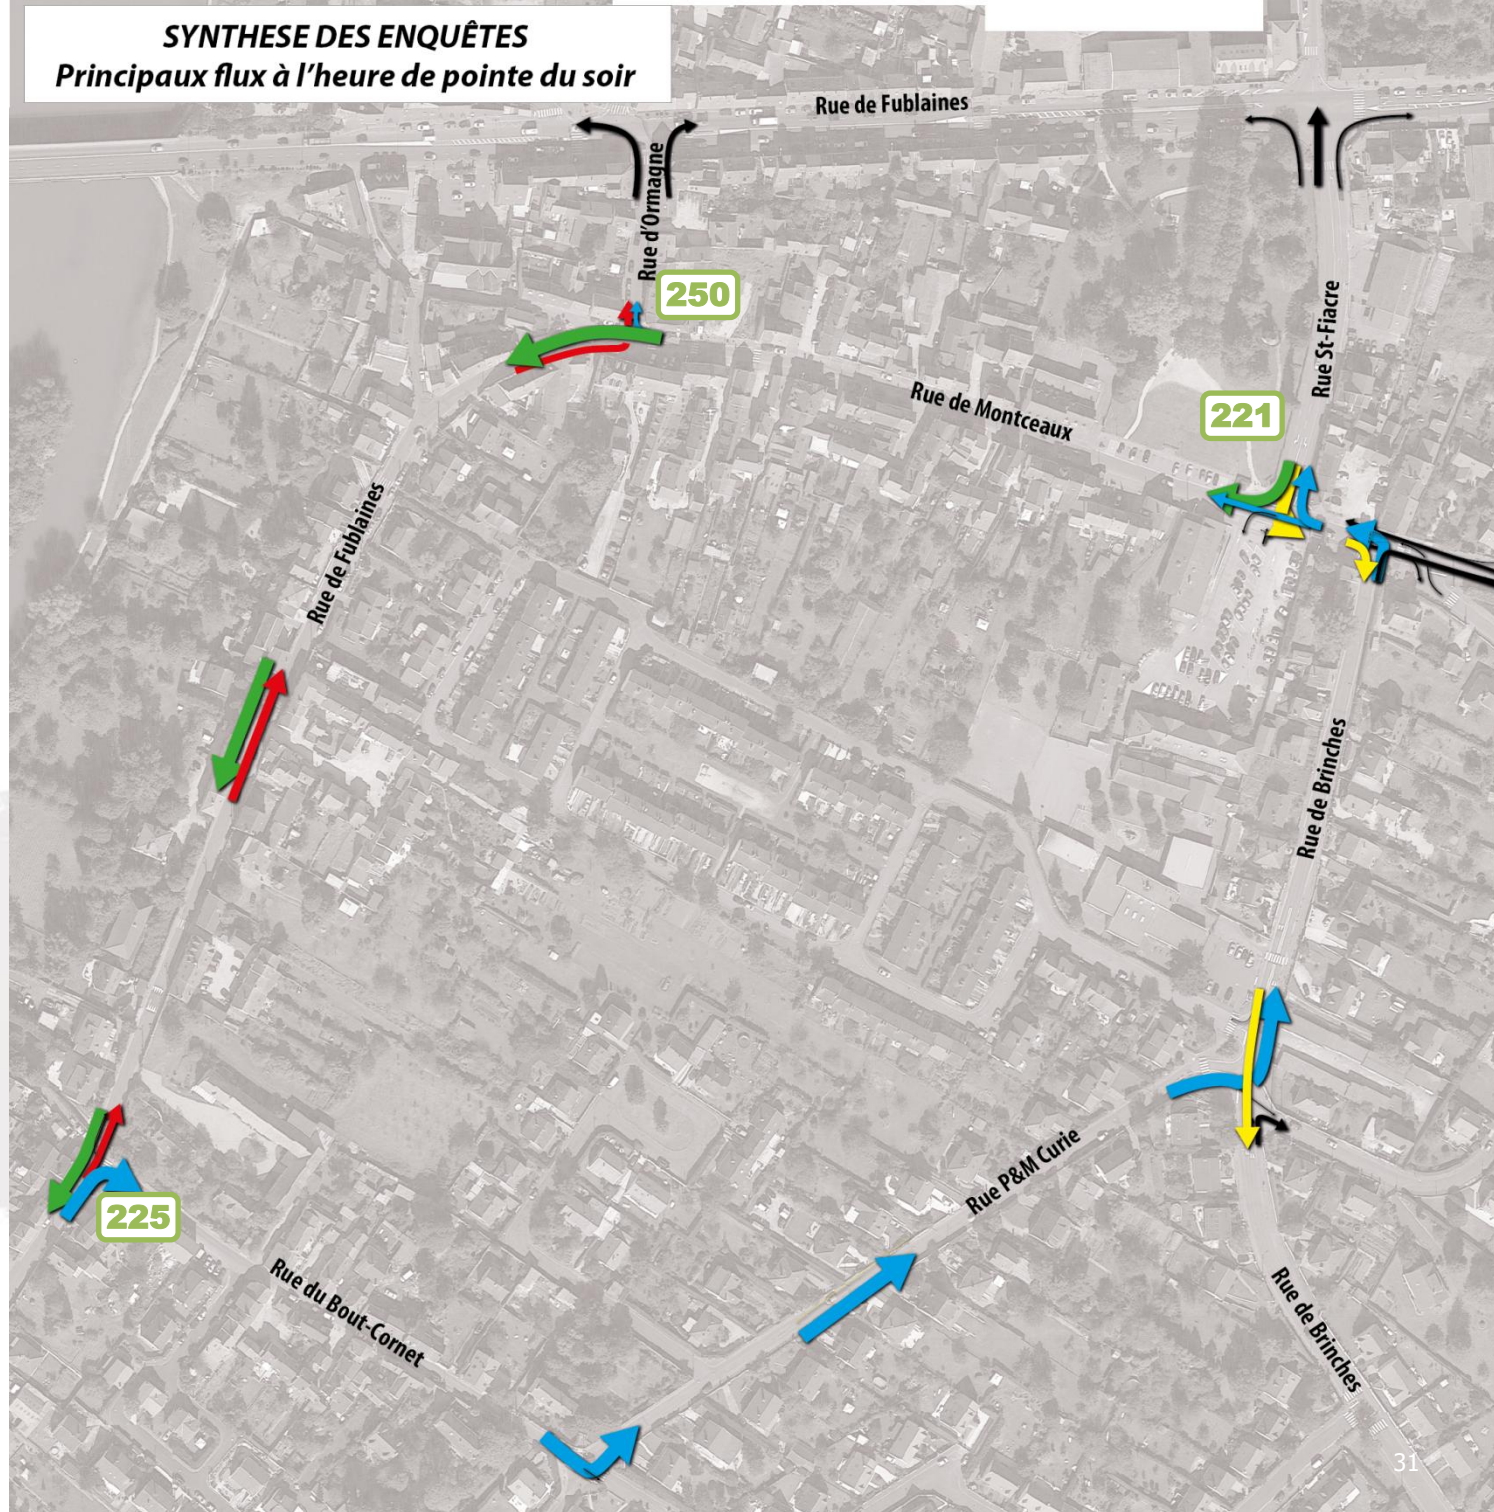 SYNTHESE DES ENQUÊTES
Principaux flux à l'heure de pointe du soir
Rue de Fublaines
Rue d'Ormagne
250
Rue St-Fiacre
Rue de Montceaux
221
Rue de Fublaines
Rue de Brinches
Rue P&M Curie
225
Rue du Bout-Cornet
Rue de Brinches
31